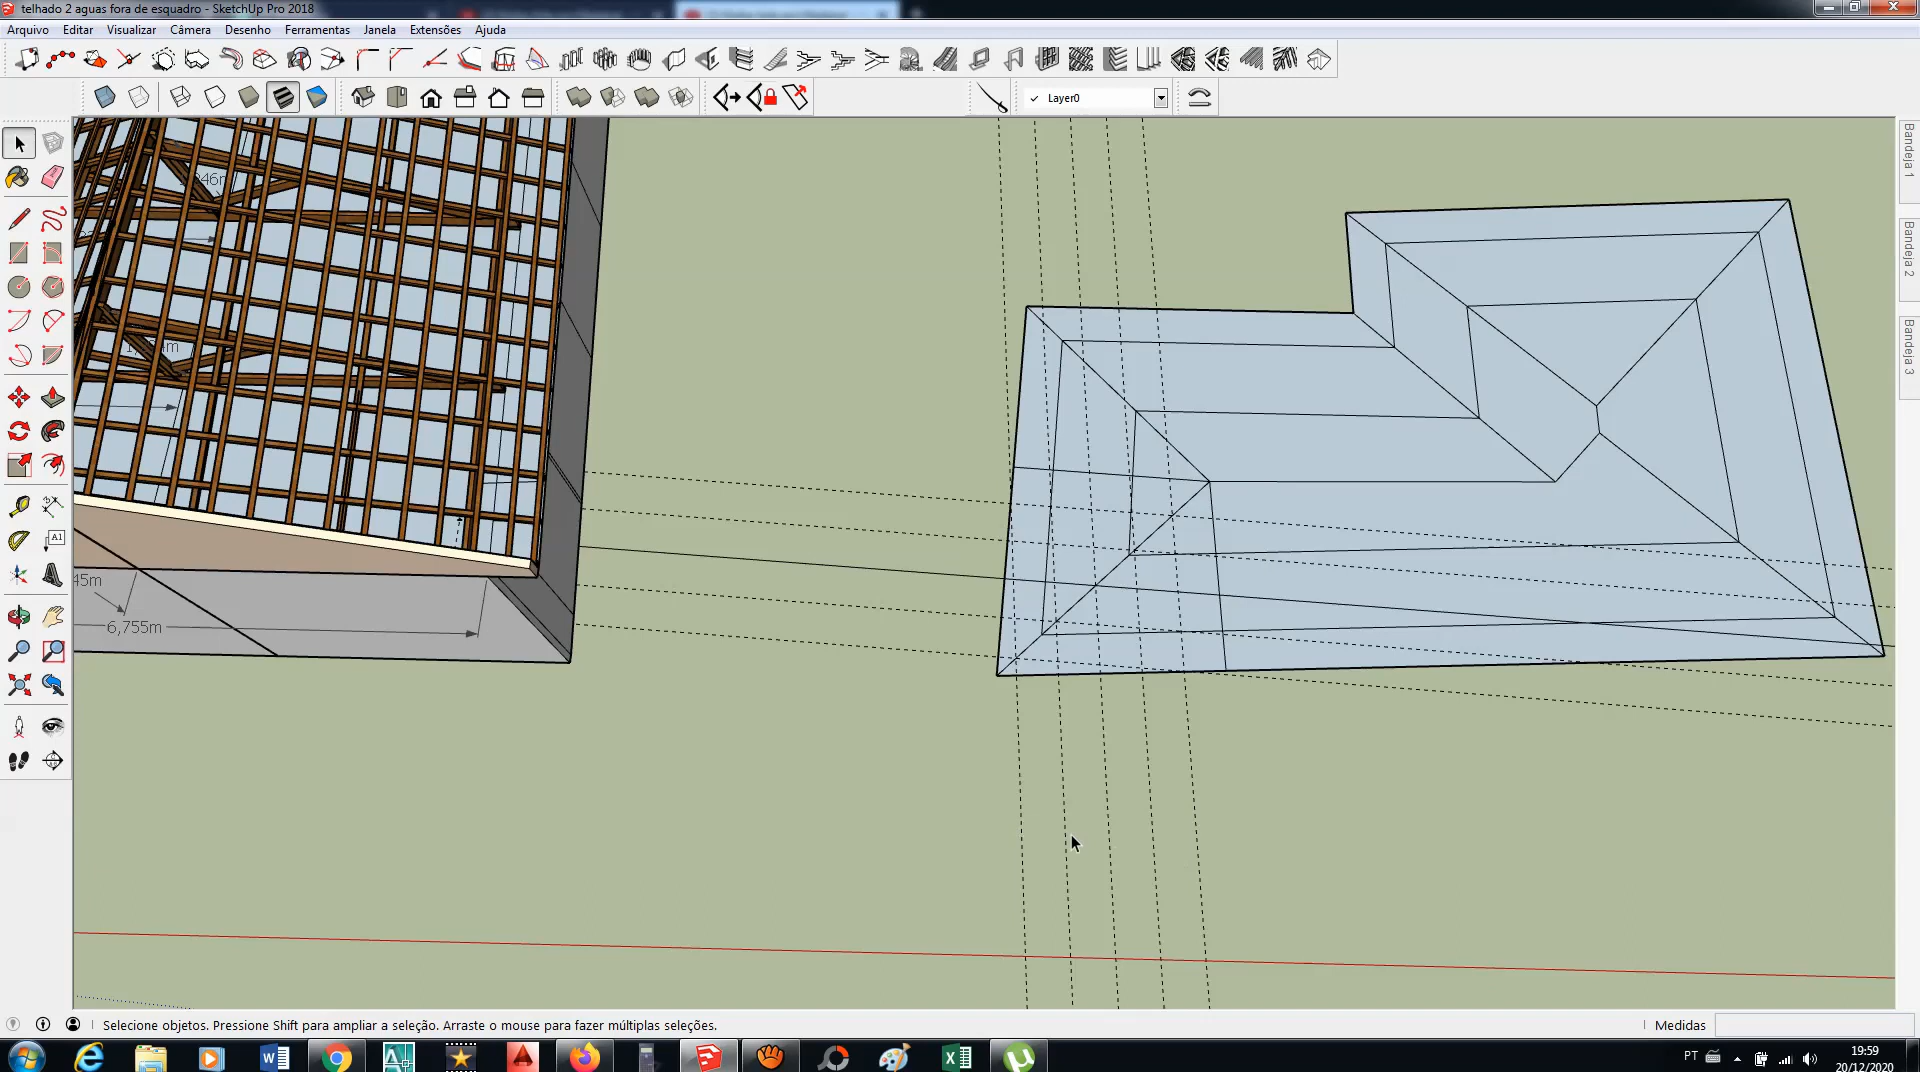 telhado 2 aguas fora de esquadro - SketchUp Pro 2018
Arquivo Editar Visualizar Câmera Desenho Ferramentas Janela Extensões Ajuda
Layer0
Bandeja 1
Bandeja 2
Bandeja 3
A1
45m
6,755m
Selecione objetos. Pressione Shift para ampliar a seleção. Arraste o mouse para fazer múltiplas seleções.
Medidas
PT
19:59
20/12/2020